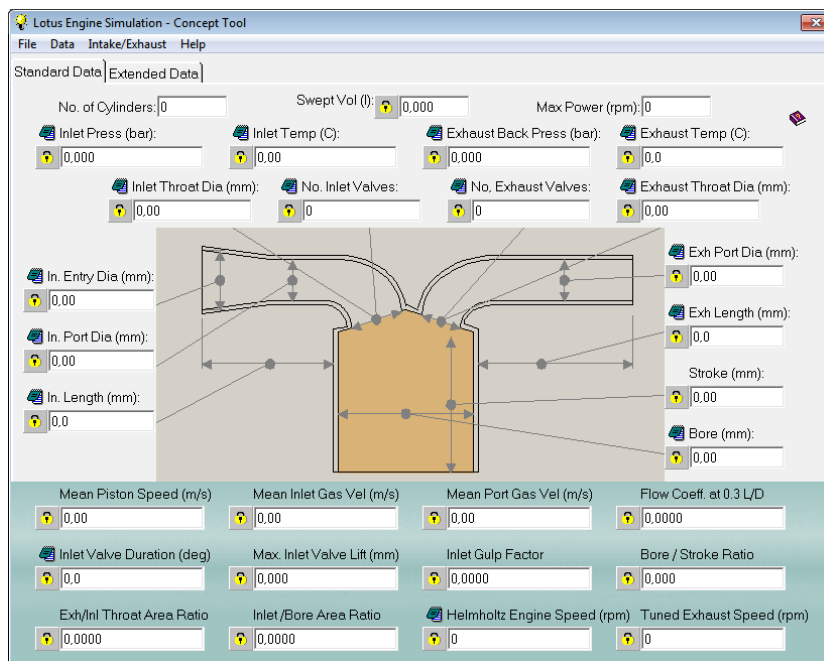 Lotus Engine Simulation - Concept Tool
File Data Intake/Exhaust Help
Standard Data Extended Data
No. of Cylinders: 0 Swept Vol (l): 0,000 Max Power (rpm): 0
Inlet Press (bar): Inlet Temp (C): Exhaust Back Press (bar): Exhaust Temp (C):
0,000 0,00 0,000 0,0
Inlet Throat Dia (mm): No. Inlet Valves: No, Exhaust Valves: Exhaust Throat Dia (mm):
0,00 0 0 0,00
In. Entry Dia (mm): Exh Port Dia (mm):
0,00 0,00
In. Port Dia (mm): Exh Length (mm):
0,00 0,0
In. Length (mm): Stroke (mm):
0,0 0,00
Bore (mm):
0,00
Mean Piston Speed (m/s) Mean Inlet Gas Vel (m/s) Mean Port Gas Vel (m/s) Flow Coeff. at 0.3 L/D
0,00 0,00 0,00 0,0000
Inlet Valve Duration (deg) Max. Inlet Valve Lift (mm) Inlet Gulp Factor Bore / Stroke Ratio
0,0 0,000 0,0000 0,000
Exh/Inl Throat Area Ratio Inlet /Bore Area Ratio Helmholtz Engine Speed (rpm) Tuned Exhaust Speed (rpm)
0,0000 0,0000 0 0